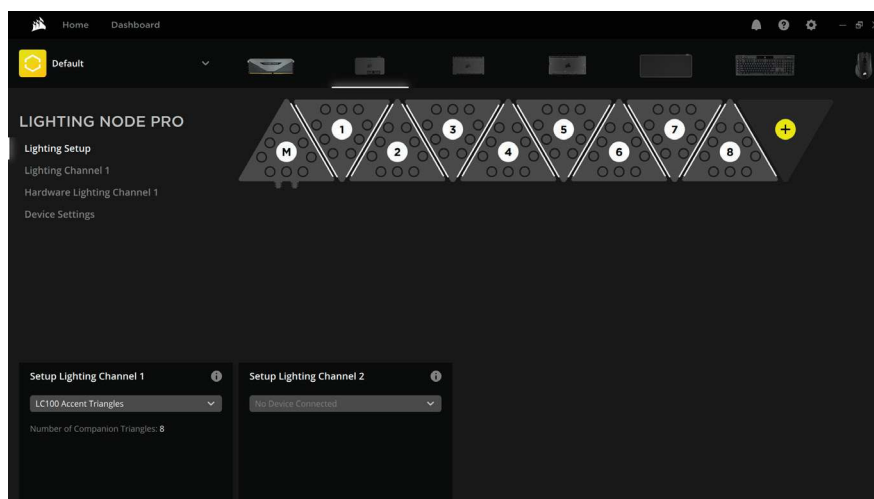 Home Dashboard
Default
LIGHTING NODE PRO
Lighting Setup
Lighting Channel 1
Hardware Lighting Channel 1
Device Settings
M 1 2 3 4 5 6 7 8
Setup Lighting Channel 1
LC100 Accent Triangles
Number of Companion Triangles: 8
Setup Lighting Channel 2
No Device Connected